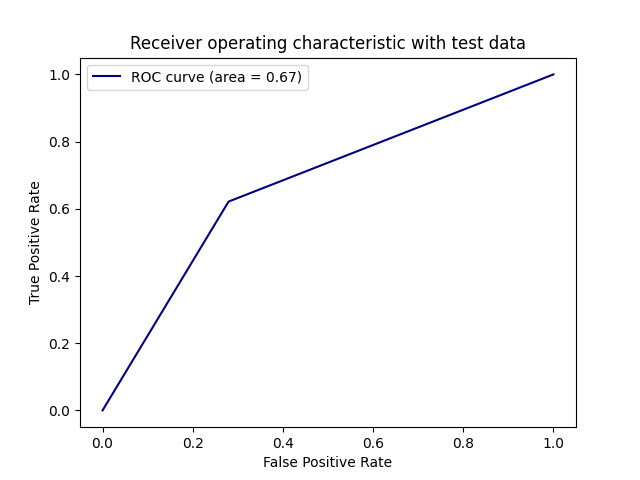 Receiver operating characteristic with test data
ROC curve (area = 0.67)
1.0
0.8
0.6
0.4
0.2
0.0
True Positive Rate
0.0 0.2 0.4 0.6 0.8 1.0
False Positive Rate